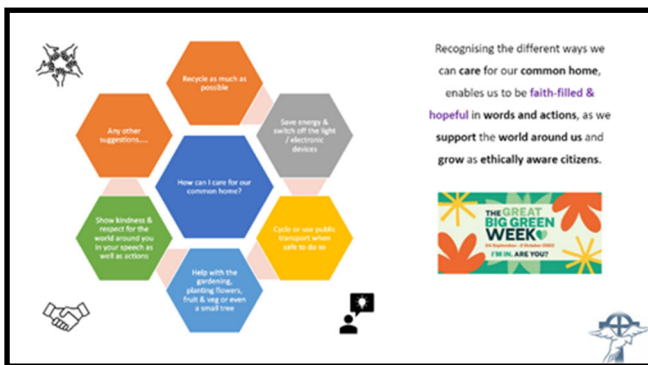 Recycle as much as
possible
Save energy &
switch off the light
/ electronic
devices
Cycle or use public
transport when
safe to do so
Help with the
gardening,
planting flowers,
fruit & veg or even
a small tree
Show kindness &
respect for the
world around you
in your speech as
well as actions
Any other
suggestions....
How can I care for our
common home?
Recognising the different ways we
can care for our common home,
enables us to be faith-filled &
hopeful in words and actions, as we
support the world around us and
grow as ethically aware citizens.
THE GREAT
BIG GREEN
WEEK
24 September - 2 October 2022
I'M IN. ARE YOU?